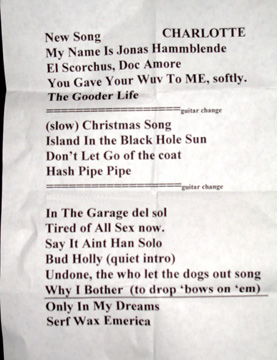 New Song CHARLOTTE
My Name Is Jonas Hammblende
El Scorchus, Doc Amore
You Gave Your Wuv To ME, softly.
The Gooder Life
==================guitar change
(slow) Christmas Song
Island In the Black Hole Sun
Don't Let Go of the coat
Hash Pipe Pipe
==================guitar change
In The Garage del sol
Tired of All Sex now.
Say It Aint Han Solo
Bud Holly (quiet intro)
Undone, the who let the dogs out song
Why I Bother (to drop 'bows on 'em)
Only In My Dreams
Serf Wax Emerica